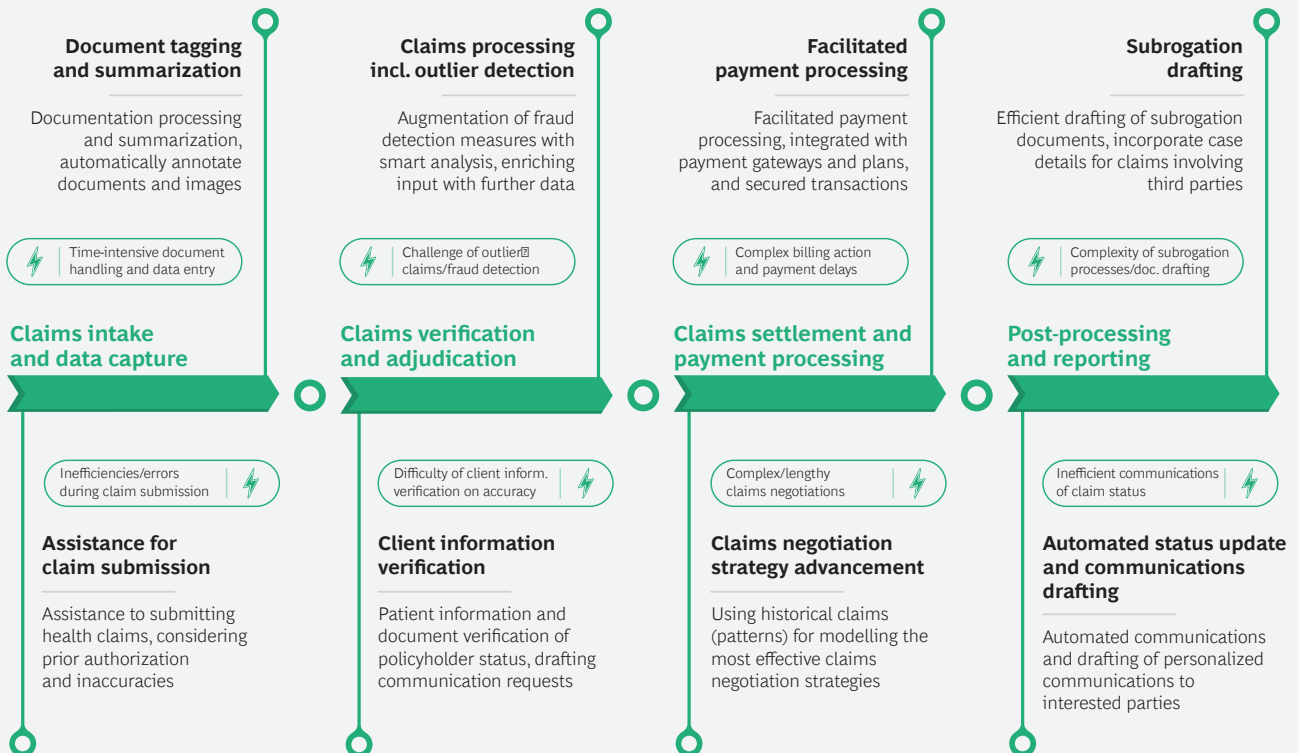 Document tagging
and summarization
Documentation processing
and summarization,
automatically annotate
documents and images
Time-intensive document
handling and data entry
Claims intake
and data capture
Inefficiencies/errors
during claim submission
Assistance for
claim submission
Assistance to submitting
health claims, considering
prior authorization
and inaccuracies
Claims processing
incl. outlier detection
Augmentation of fraud
detection measures with
smart analysis, enriching
input with further data
Challenge of outlier
claims/fraud detection
Claims verification
and adjudication
Difficulty of client inform.
verification on accuracy
Client information
verification
Patient information and
document verification of
policyholder status, drafting
communication requests
Facilitated
payment processing
Facilitated payment
processing, integrated with
payment gateways and plans,
and secured transactions
Complex billing action
and payment delays
Claims settlement and
payment processing
Complex/lengthy
claims negotiations
Claims negotiation
strategy advancement
Using historical claims
(patterns) for modelling the
most effective claims
negotiation strategies
Subrogation
drafting
Efficient drafting of subrogation
documents, incorporate case
details for claims involving
third parties
Complexity of subrogation
processes/doc. drafting
Post-processing
and reporting
Inefficient communications
of claim status
Automated status update
and communications
drafting
Automated communications
and drafting of personalized
communications to
interested parties